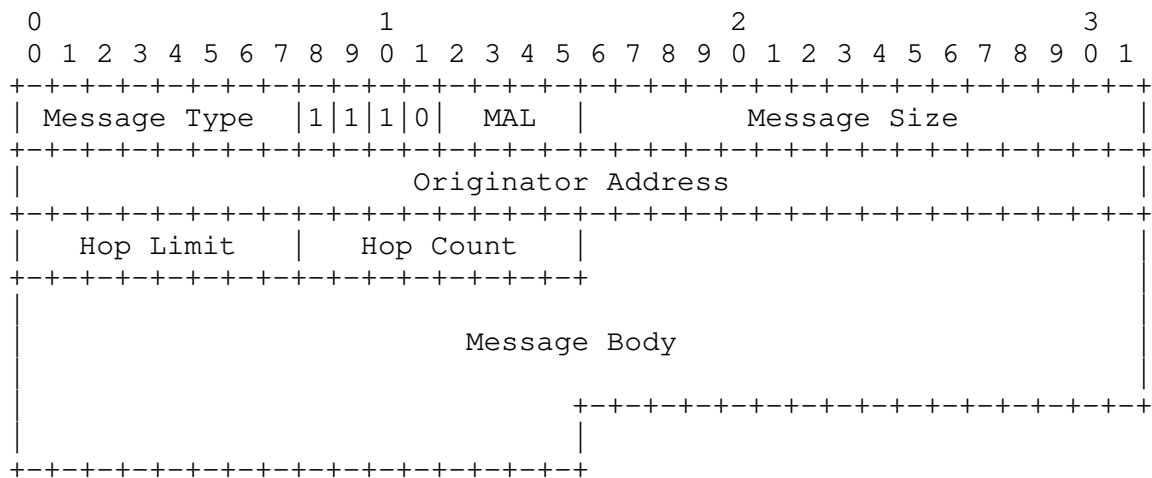 0                   1                   2                   3
 0 1 2 3 4 5 6 7 8 9 0 1 2 3 4 5 6 7 8 9 0 1 2 3 4 5 6 7 8 9 0 1
+-+-+-+-+-+-+-+-+-+-+-+-+-+-+-+-+-+-+-+-+-+-+-+-+-+-+-+-+-+-+-+-+
| Message Type  |1|1|1|0|  MAL  |         Message Size          |
+-+-+-+-+-+-+-+-+-+-+-+-+-+-+-+-+-+-+-+-+-+-+-+-+-+-+-+-+-+-+-+-+
|                      Originator Address                       |
+-+-+-+-+-+-+-+-+-+-+-+-+-+-+-+-+-+-+-+-+-+-+-+-+-+-+-+-+-+-+-+-+
|   Hop Limit   |   Hop Count   |                               |
+-+-+-+-+-+-+-+-+-+-+-+-+-+-+-+-+                               |
|                                                               |
|                         Message Body                          |
|                                                               |
|                               +-+-+-+-+-+-+-+-+-+-+-+-+-+-+-+-+
|                               |
+-+-+-+-+-+-+-+-+-+-+-+-+-+-+-+-+